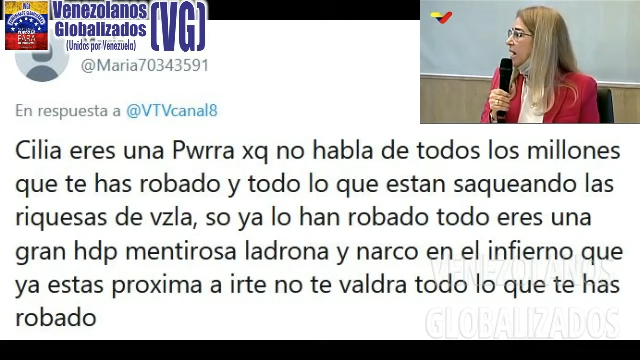 Venezolanos
Globalizados
(Unidos por Venezuela)
(VG)
@Maria70343591
En respuesta a @VTVcanal8
Cilia eres una Pwrra xq no habla de todos los millones
que te has robado y todo lo que estan saqueando las
riquesas de vzla, so ya lo han robado todo eres una
gran hdp mentirosa ladrona y narco en el infierno que
ya estas proxima a irte no te valdra todo lo que te has
robado
VENEZOLANOS
GLOBALIZADOS